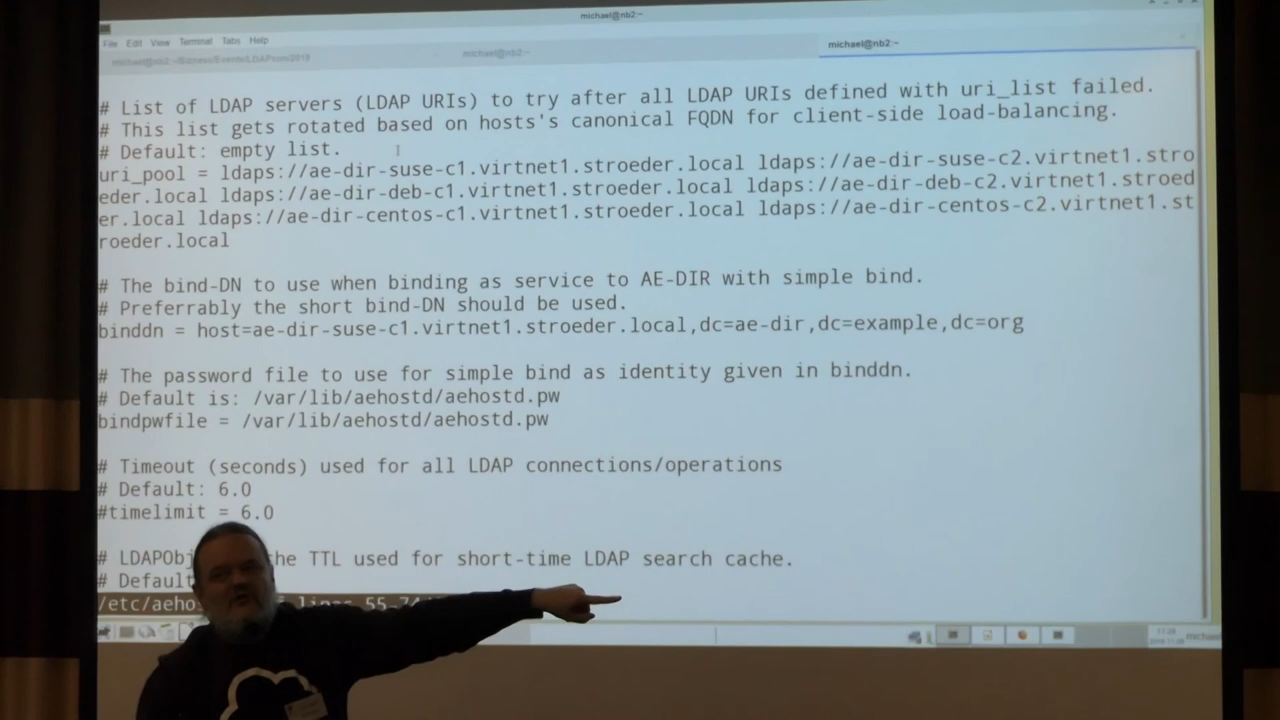 michael@nb2:~
File Edit View Terminal Tabs Help
michael@nb2:~
michael@nb2:~
# List of LDAP servers (LDAP URIs) to try after all LDAP URIs defined with uri_list failed.
# This list gets rotated based on hosts's canonical FQDN for client-side load-balancing.
# Default: empty list.
uri_pool = ldaps://ae-dir-suse-c1.virtnet1.stroeder.local ldaps://ae-dir-suse-c2.virtnet1.stro
eder.local ldaps://ae-dir-deb-c1.virtnet1.stroeder.local ldaps://ae-dir-deb-c2.virtnet1.stroed
er.local ldaps://ae-dir-centos-c1.virtnet1.stroeder.local ldaps://ae-dir-centos-c2.virtnet1.st
roeder.local
# The bind-DN to use when binding as service to AE-DIR with simple bind.
# Preferrably the short bind-DN should be used.
binddn = host=ae-dir-suse-c1.virtnet1.stroeder.local,dc=ae-dir,dc=example,dc=org
# The password file to use for simple bind as identity given in binddn.
# Default is: /var/lib/aehostd/aehostd.pw
bindpwfile = /var/lib/aehostd/aehostd.pw
# Timeout (seconds) used for all LDAP connections/operations
# Default: 6.0
#timelimit = 6.0
# LDAPObj he TTL used for short-time LDAP search cache.
# Default
/etc/aeho lines 55-74